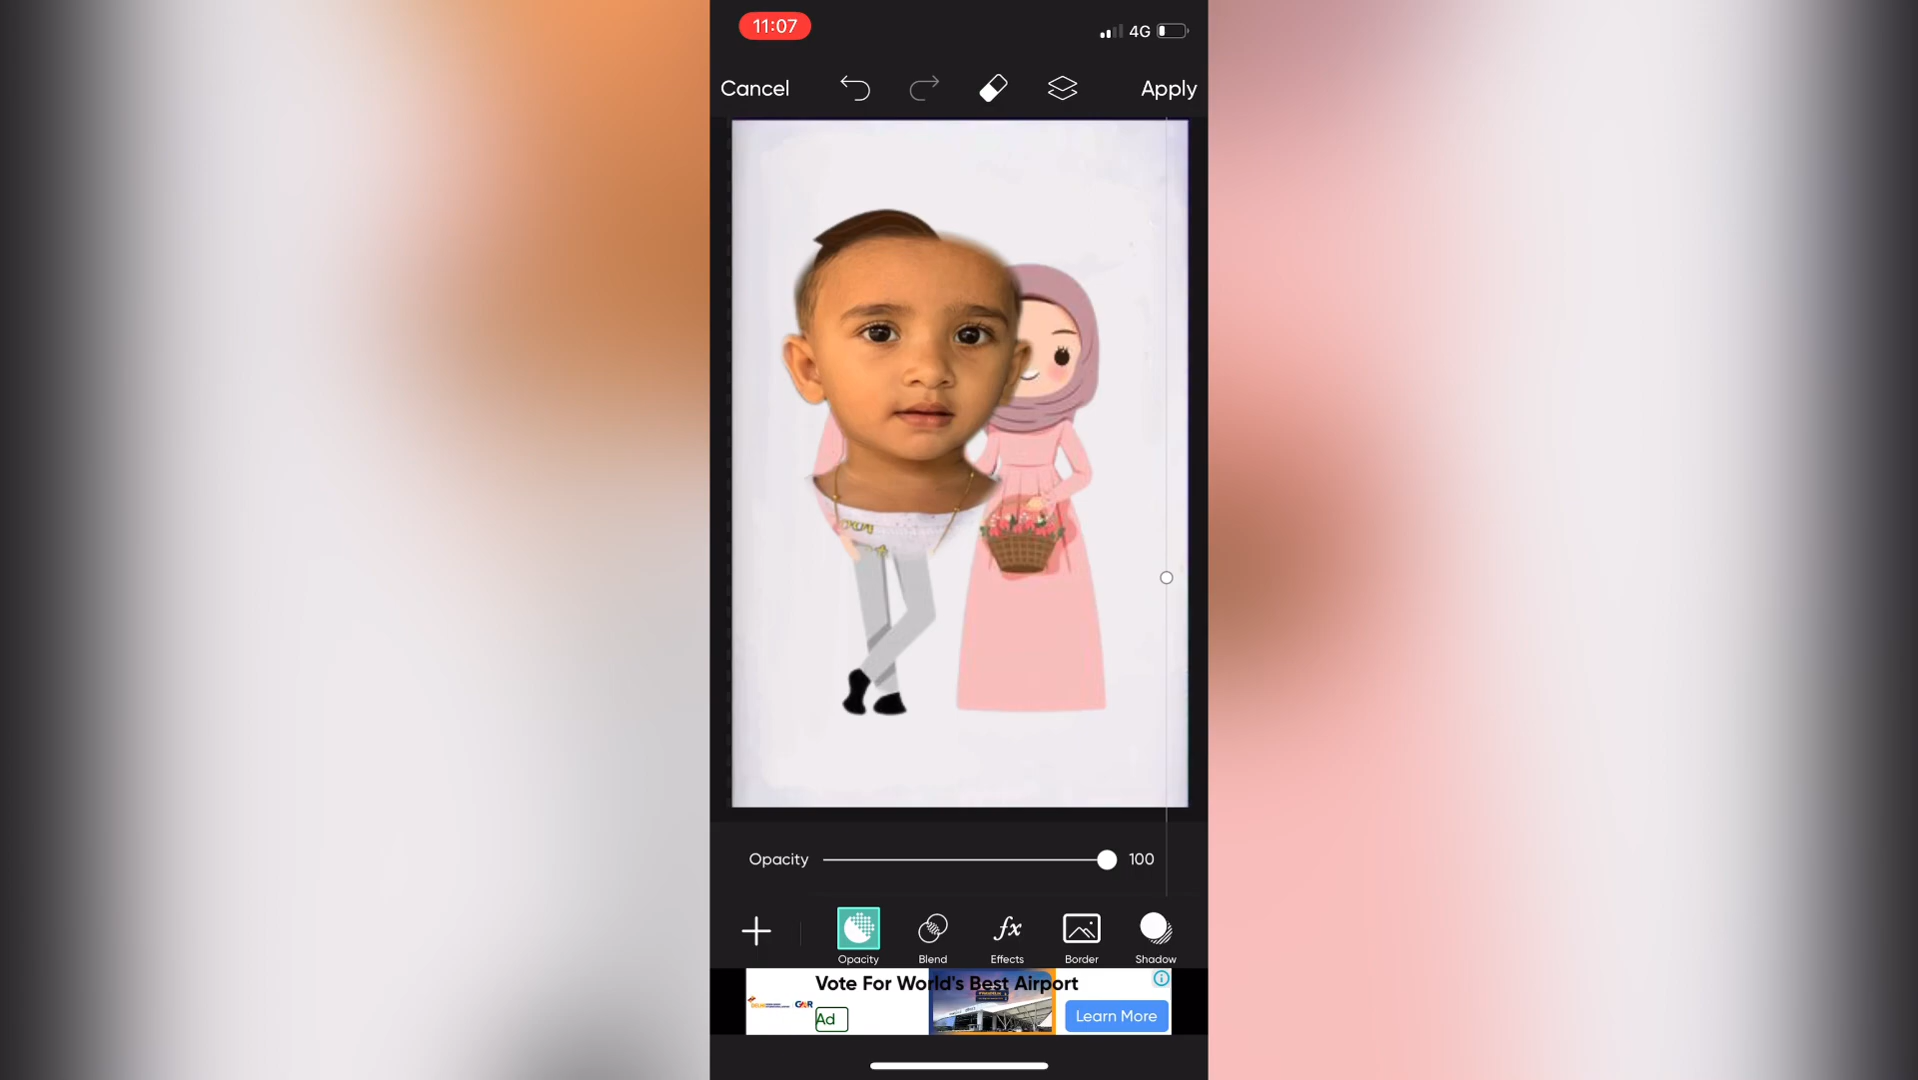 11:07
4G
Cancel
Apply
Opacity
100
Opacity
Blend
Effects
Border
Shadow
Vote For World's Best Airport
Ad
Learn More